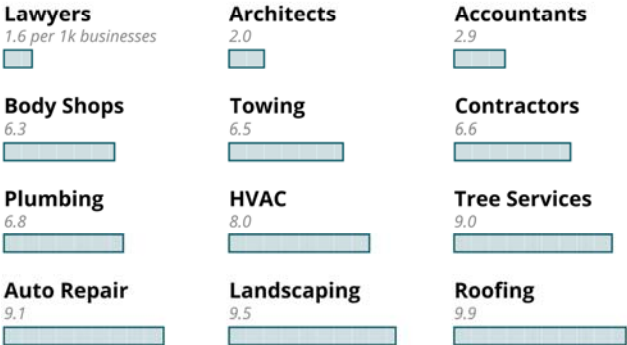 Lawyers
1.6 per 1k businesses
Architects
2.0
Accountants
2.9
Body Shops
6.3
Towing
6.5
Contractors
6.6
Plumbing
6.8
HVAC
8.0
Tree Services
9.0
Auto Repair
9.1
Landscaping
9.5
Roofing
9.9